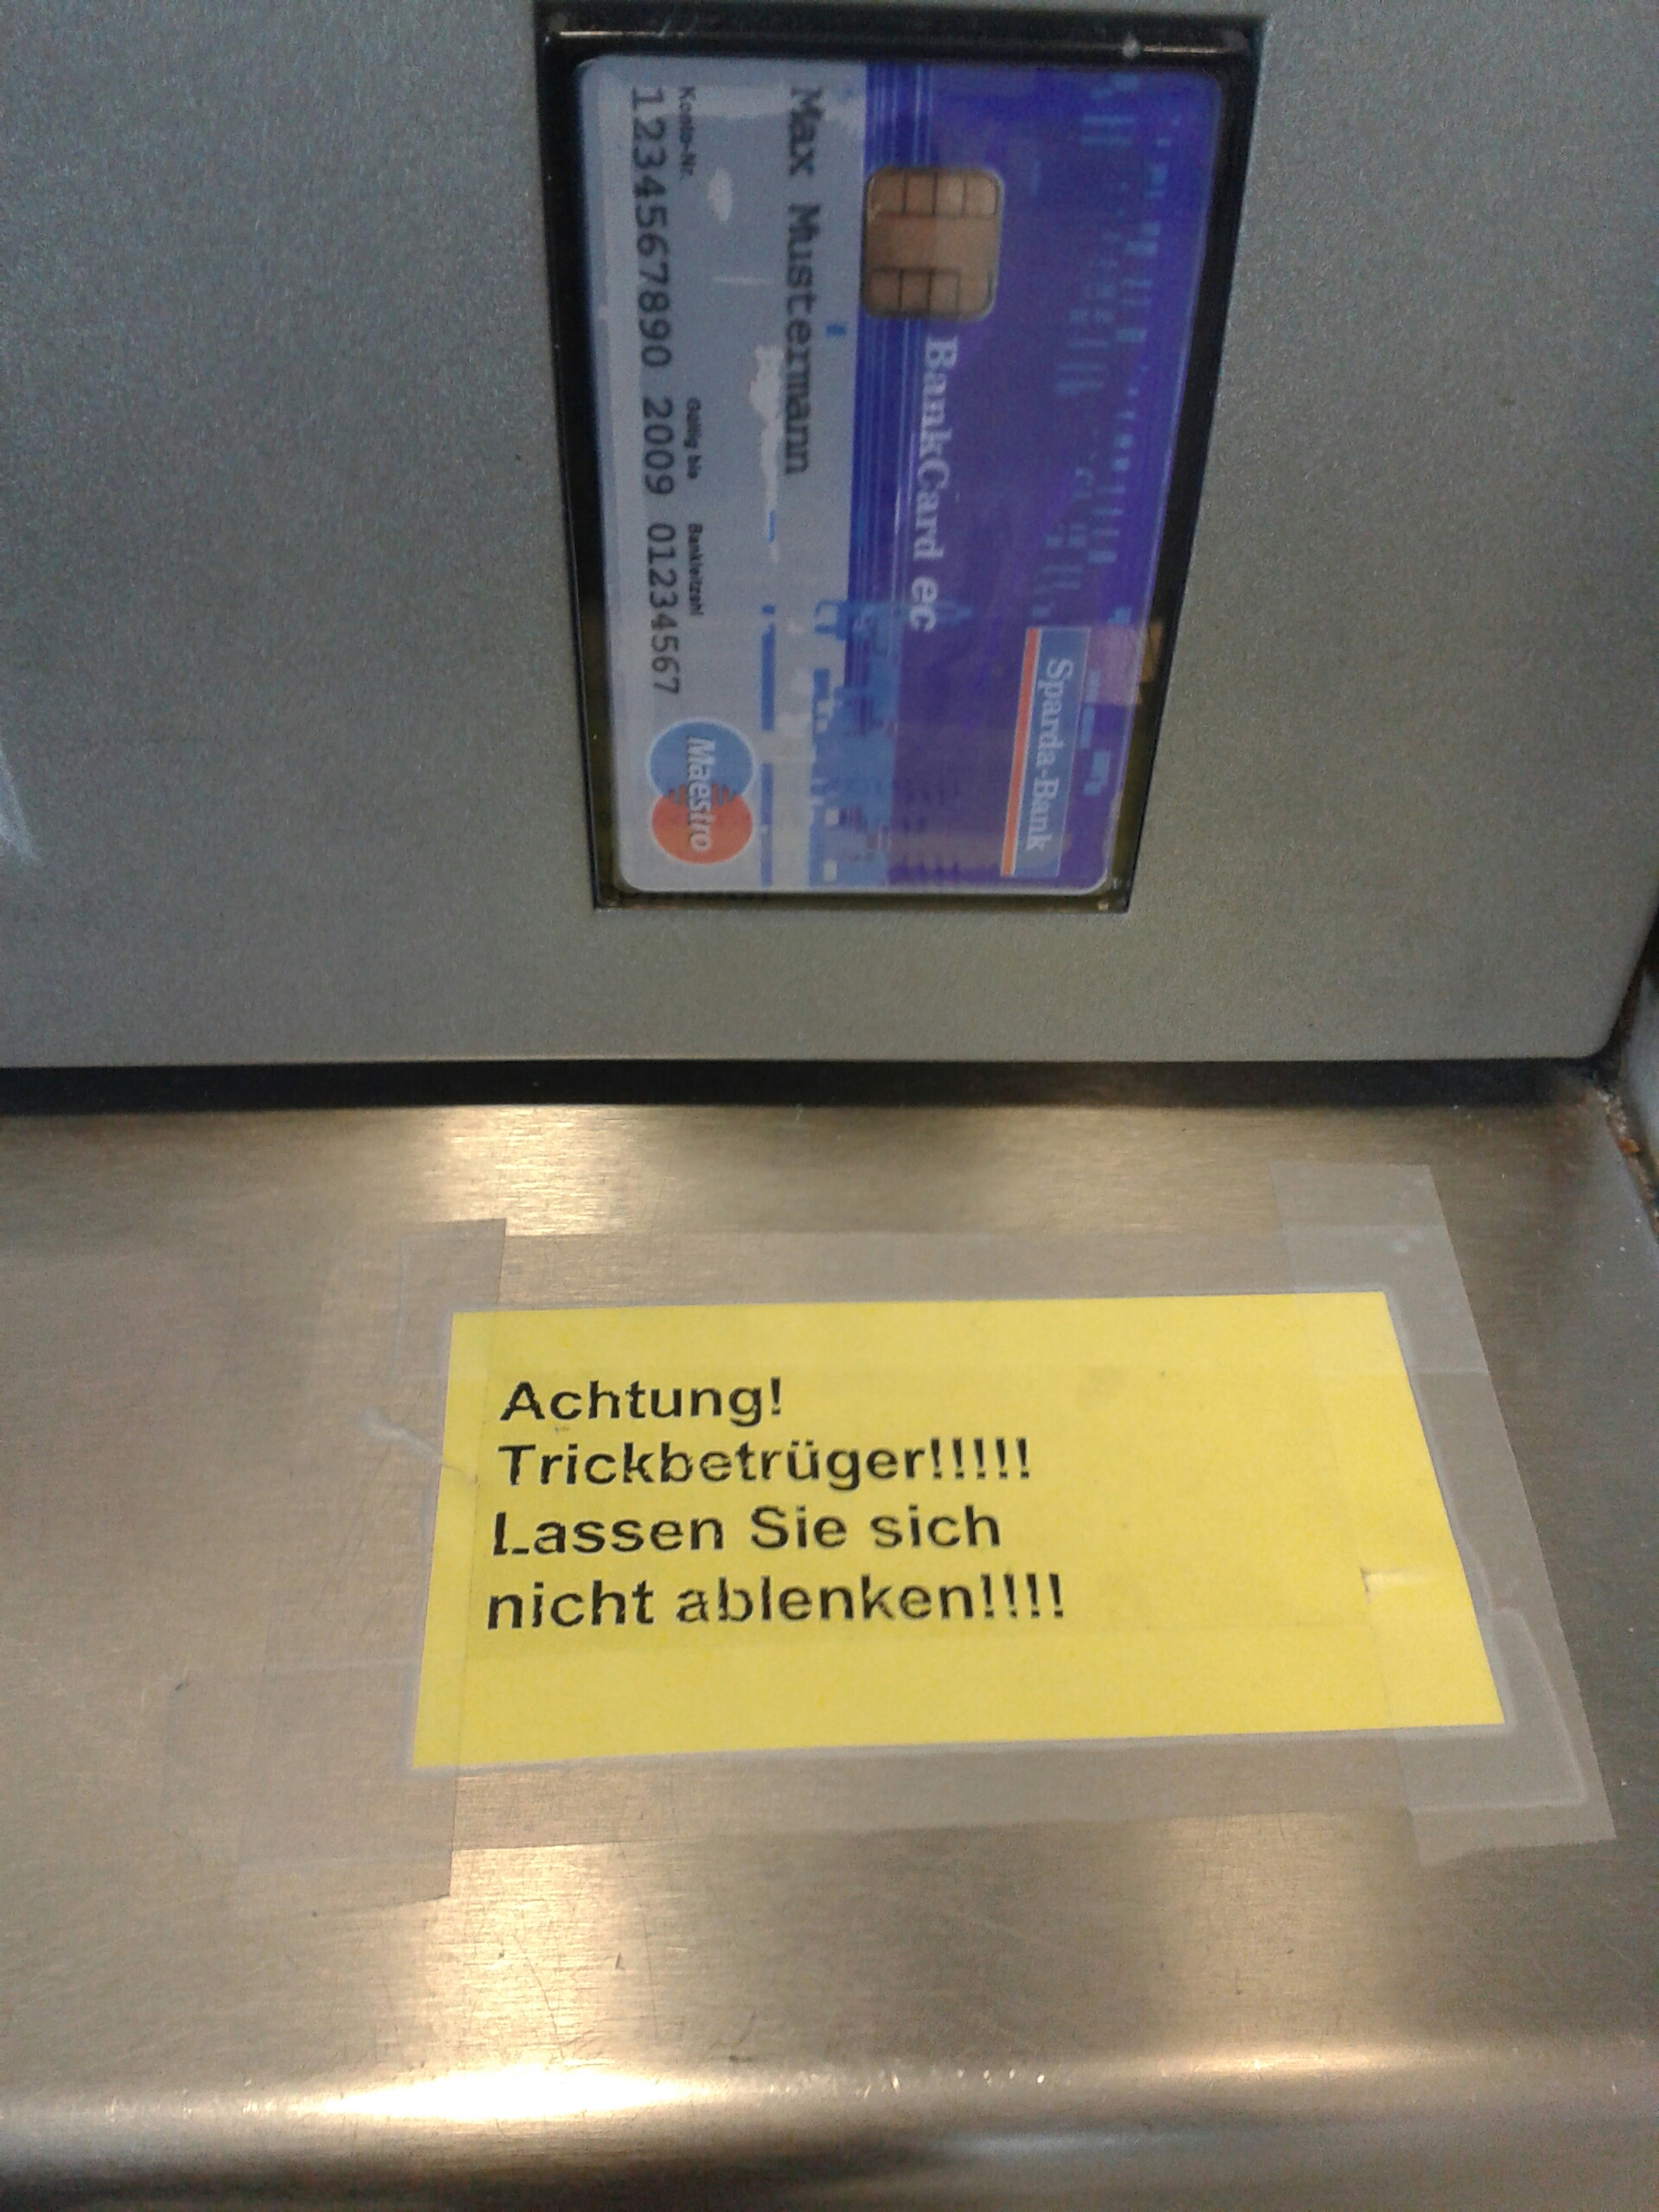 Sparda-Bank
BankCard ec
Max Mustermann
Konto-Nr. Gültig bis Bankleitzahl
1234567890 2009 01234567
Maestro
Achtung!
Trickbetrüger!!!!!
Lassen Sie sich
nicht ablenken!!!!